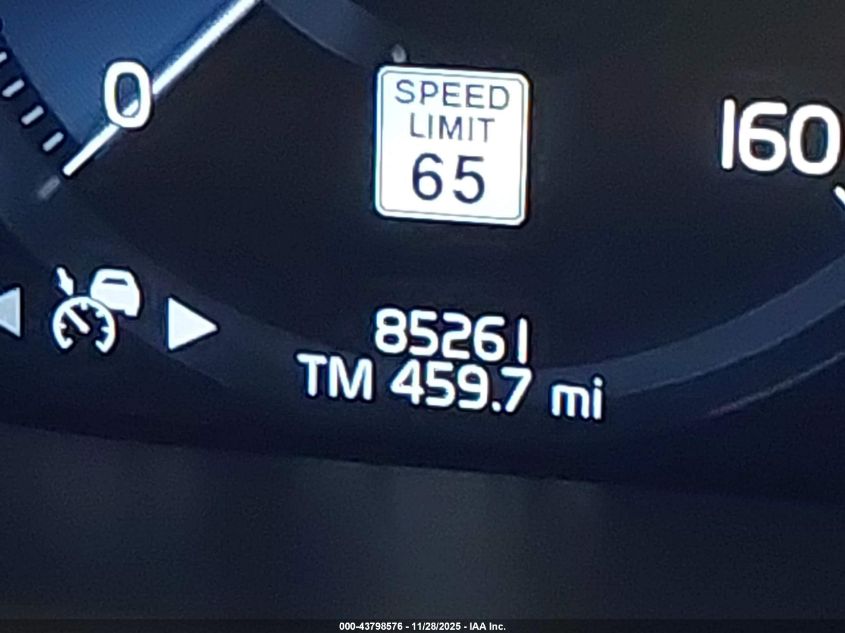 0
SPEED
LIMIT
65
160
85261
TM 459.7 mi
000-43798576 - 11/28/2025 - IAA Inc.